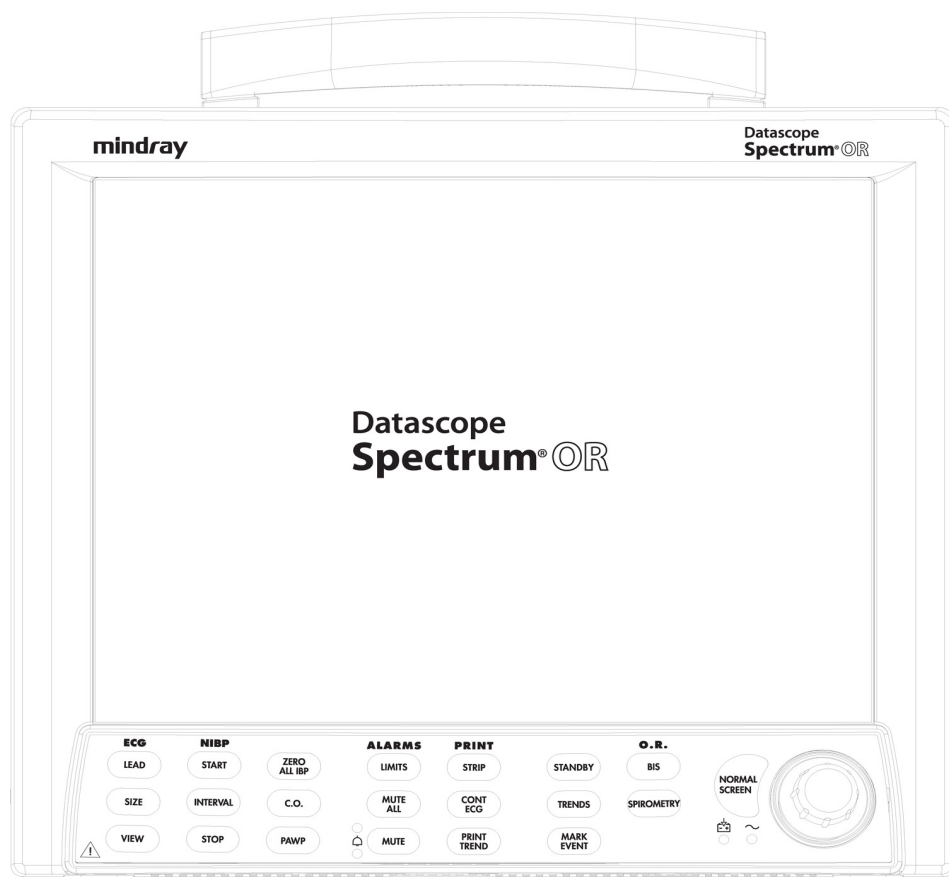 mindray
Datascope
Spectrum® OR
Datascope
Spectrum® OR
ECG NIBP ALARMS PRINT O.R.
LEAD START ZERO ALL IBP LIMITS STRIP STANDBY BIS
NORMAL SCREEN
SIZE INTERVAL C.O. MUTE ALL CONT ECG TRENDS SPIROMETRY
VIEW STOP PAWP MUTE PRINT TREND MARK EVENT